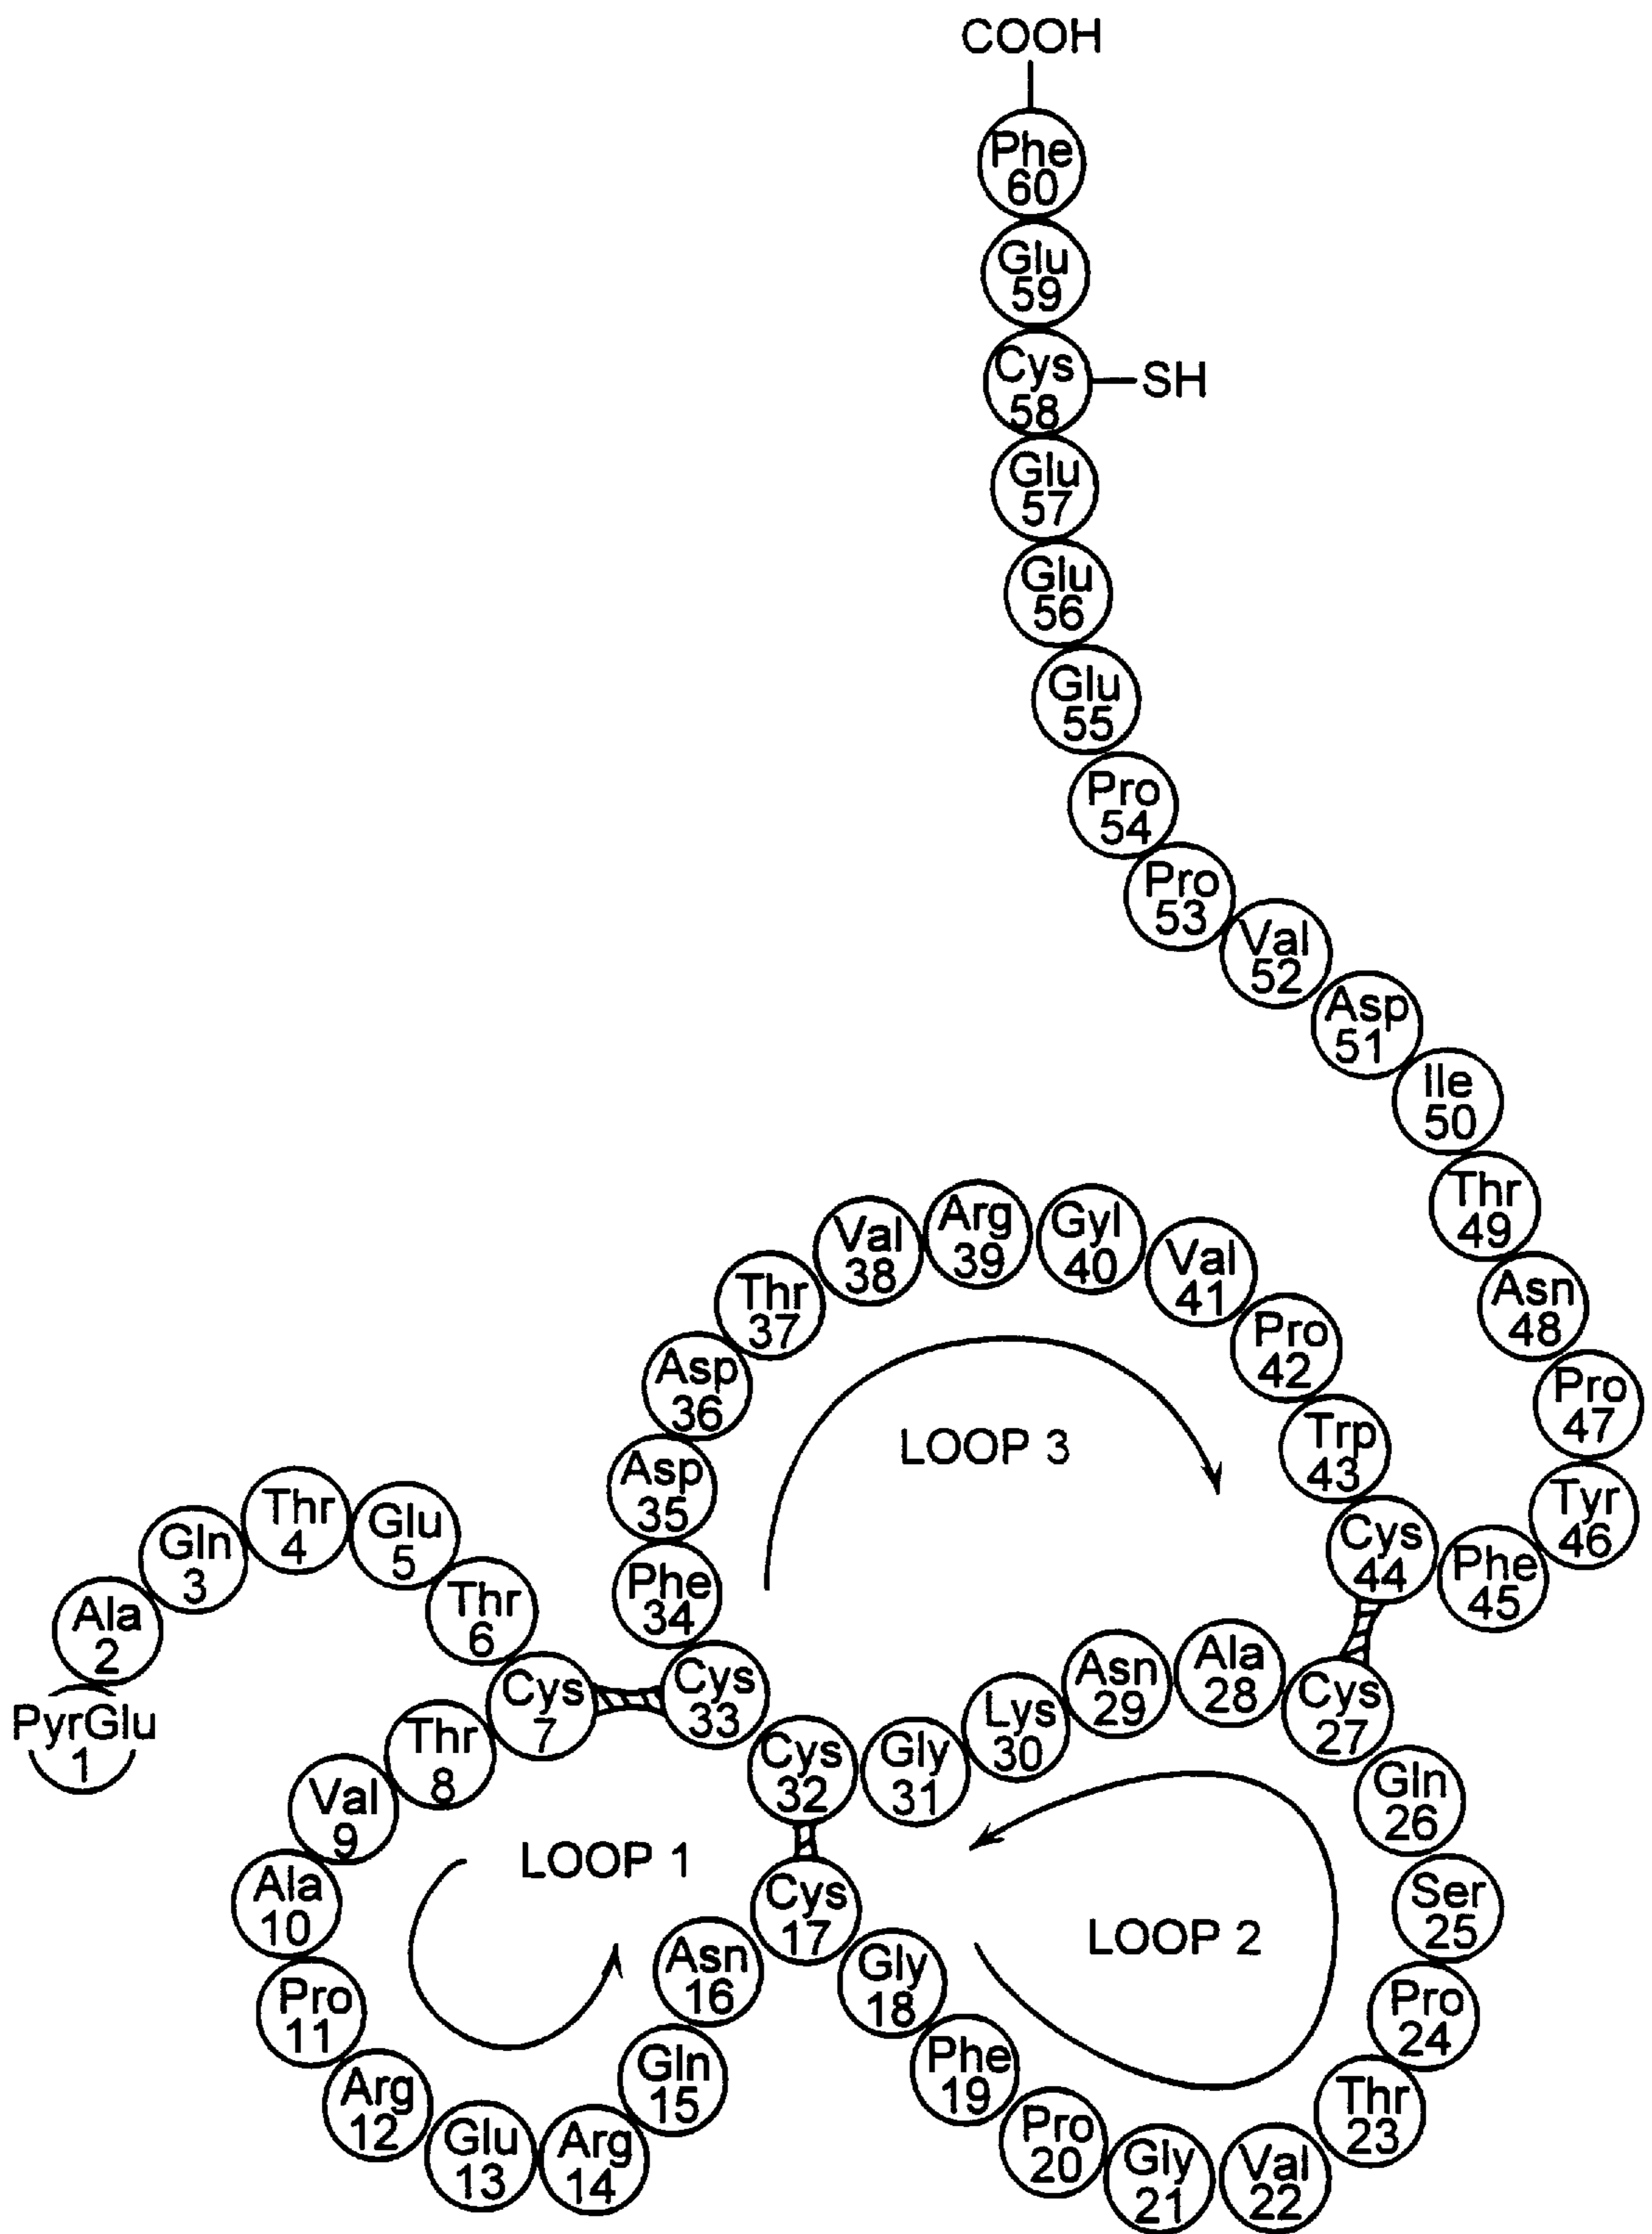 COOH
Phe
60
Glu
59
Cys
58
SH
Glu
57
Glu
56
Glu
55
Pro
54
Pro
53
Val
52
Asp
51
Ile
50
Thr
49
Asn
48
Pro
47
Tyr
46
Phe
45
Cys
44
Trp
43
Pro
42
Val
41
Gyl
40
Arg
39
Val
38
Thr
37
Asp
36
Asp
35
Phe
34
Cys
33
LOOP 3
PyrGlu
1
Ala
2
Gln
3
Thr
4
Glu
5
Thr
6
Cys
7
Thr
8
Val
9
Ala
10
Pro
11
Arg
12
Glu
13
Arg
14
Gln
15
Asn
16
LOOP 1
Cys
17
Gly
18
Phe
19
Pro
20
Gly
21
Val
22
Thr
23
Pro
24
Ser
25
Gln
26
Cys
27
Ala
28
Asn
29
Lys
30
Gly
31
Cys
32
LOOP 2